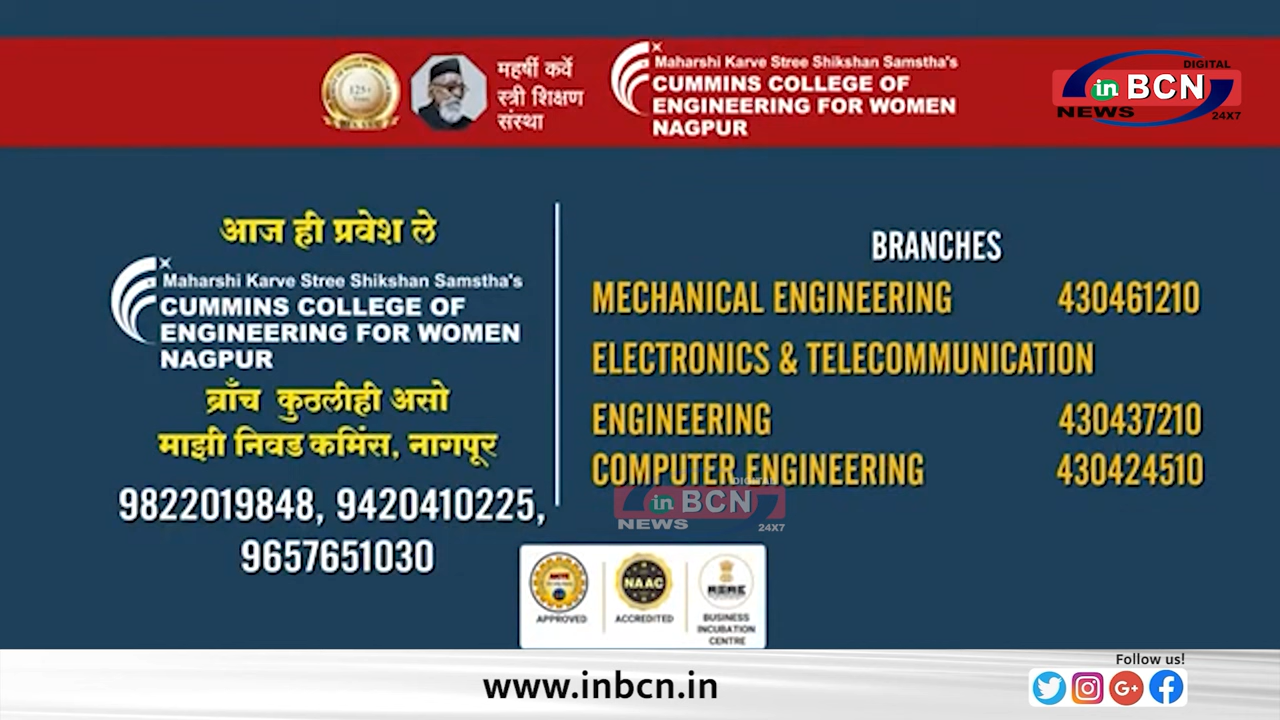 125+
महर्षी कर्वे
स्त्री शिक्षण
संस्था
Maharshi Karve Stree Shikshan Samstha's
CUMMINS COLLEGE OF
ENGINEERING FOR WOMEN
NAGPUR
DIGITAL
in BCN
NEWS 24X7
आज ही प्रवेश ले
Maharshi Karve Stree Shikshan Samstha's
CUMMINS COLLEGE OF
ENGINEERING FOR WOMEN
NAGPUR
ब्राँच कुठलीही असो
माझी निवड कमिंस, नागपूर
9822019848, 9420410225,
9657651030
BRANCHES
MECHANICAL ENGINEERING 430461210
ELECTRONICS & TELECOMMUNICATION
ENGINEERING 430437210
COMPUTER ENGINEERING 430424510
DIGITAL
in BCN
NEWS 24X7
APPROVED
NAAC
ACCREDITED
BUSINESS
INCUBATION
CENTRE
www.inbcn.in
Follow us!